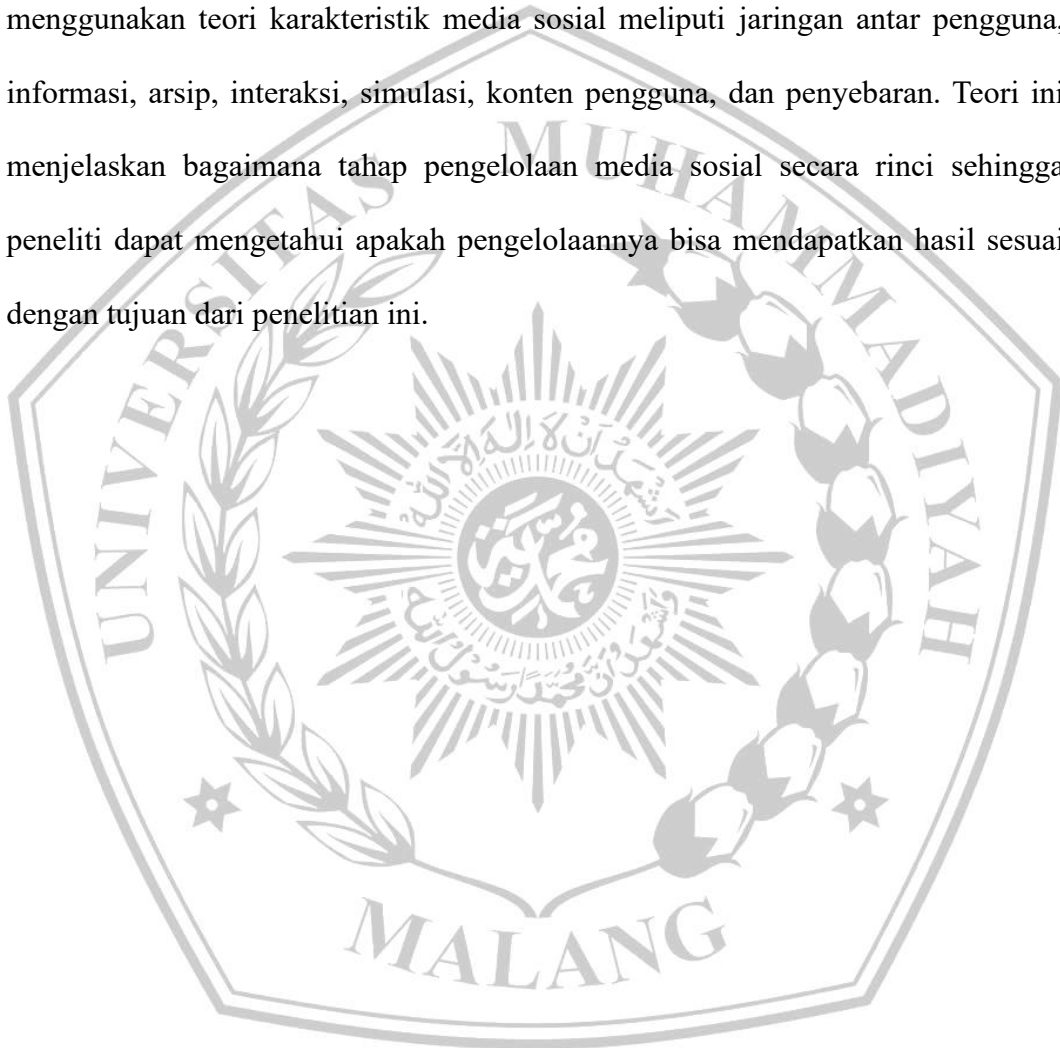 menggunakan teori karakteristik media sosial meliputi jaringan antar pengguna,
informasi, arsip, interaksi, simulasi, konten pengguna, dan penyebaran. Teori ini
menjelaskan bagaimana tahap pengelolaan media sosial secara rinci sehingga
peneliti dapat mengetahui apakah pengelolaannya bisa mendapatkan hasil sesuai
dengan tujuan dari penelitian ini.
UNIVERSITAS MUHAMMADIYAH
MALANG